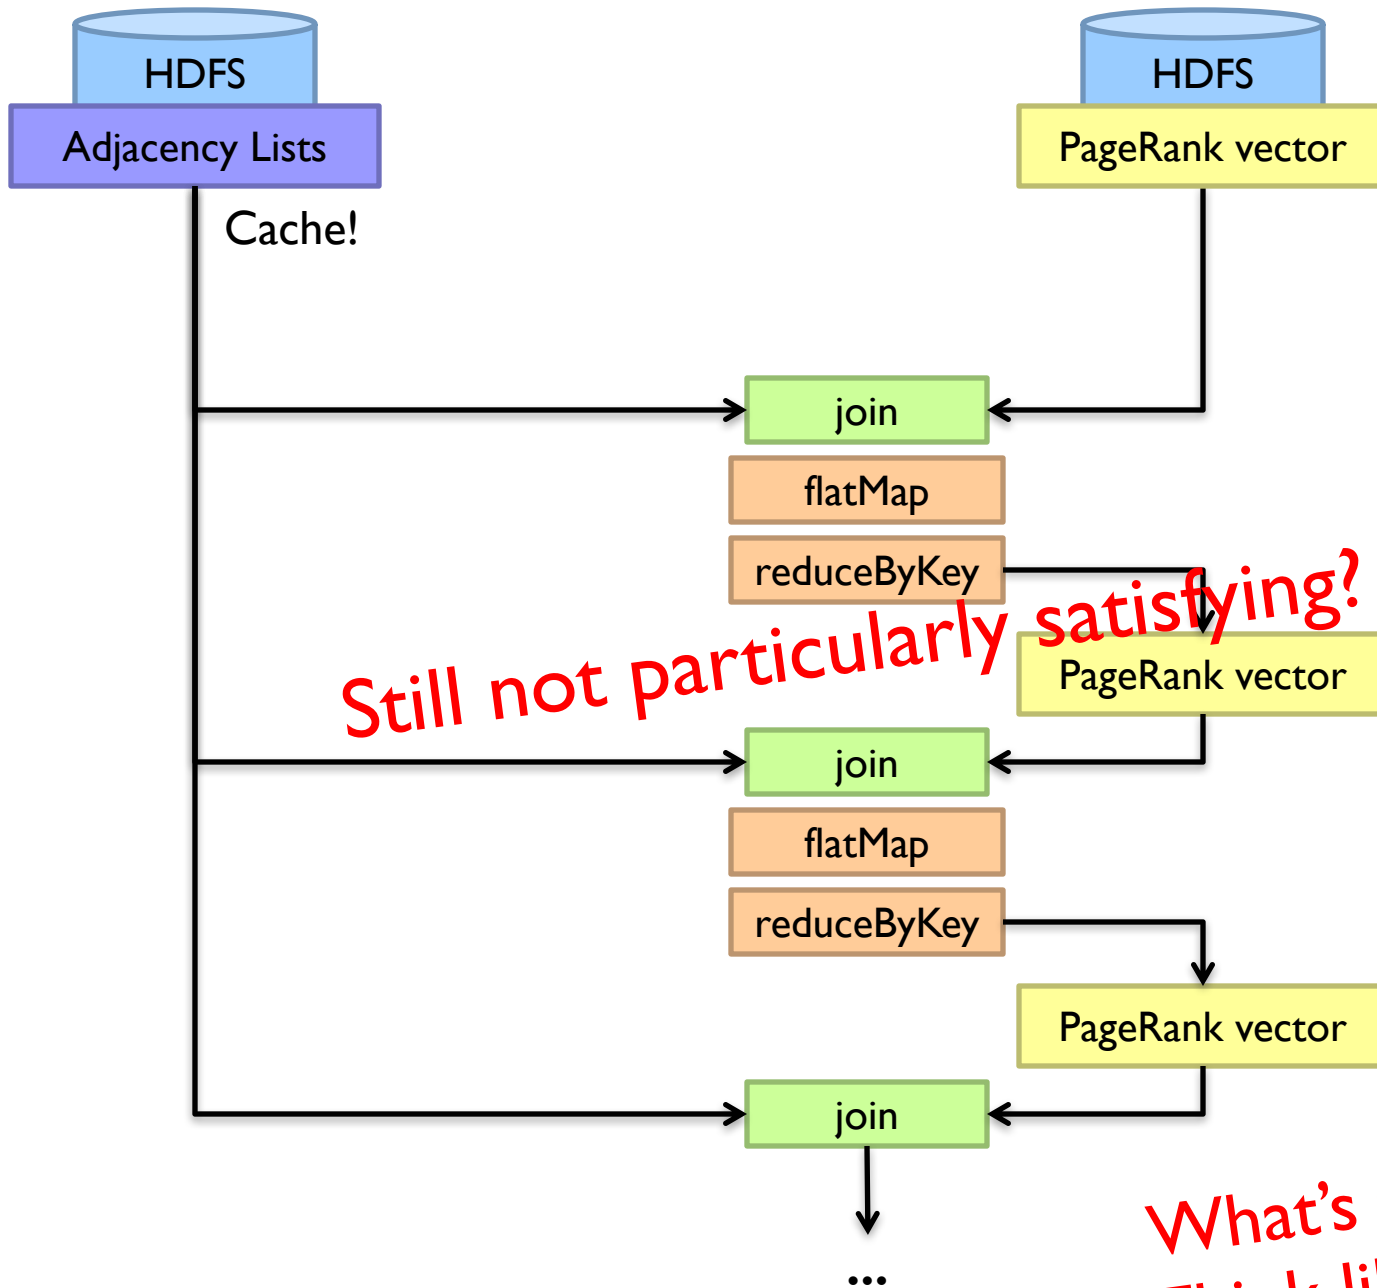 HDFS
HDFS
Adjacency Lists
PageRank vector
Cache!
join
flatMap
reduceByKey
Still not particularly satisfying?
PageRank vector
join
flatMap
reduceByKey
PageRank vector
join
What's
Think
...